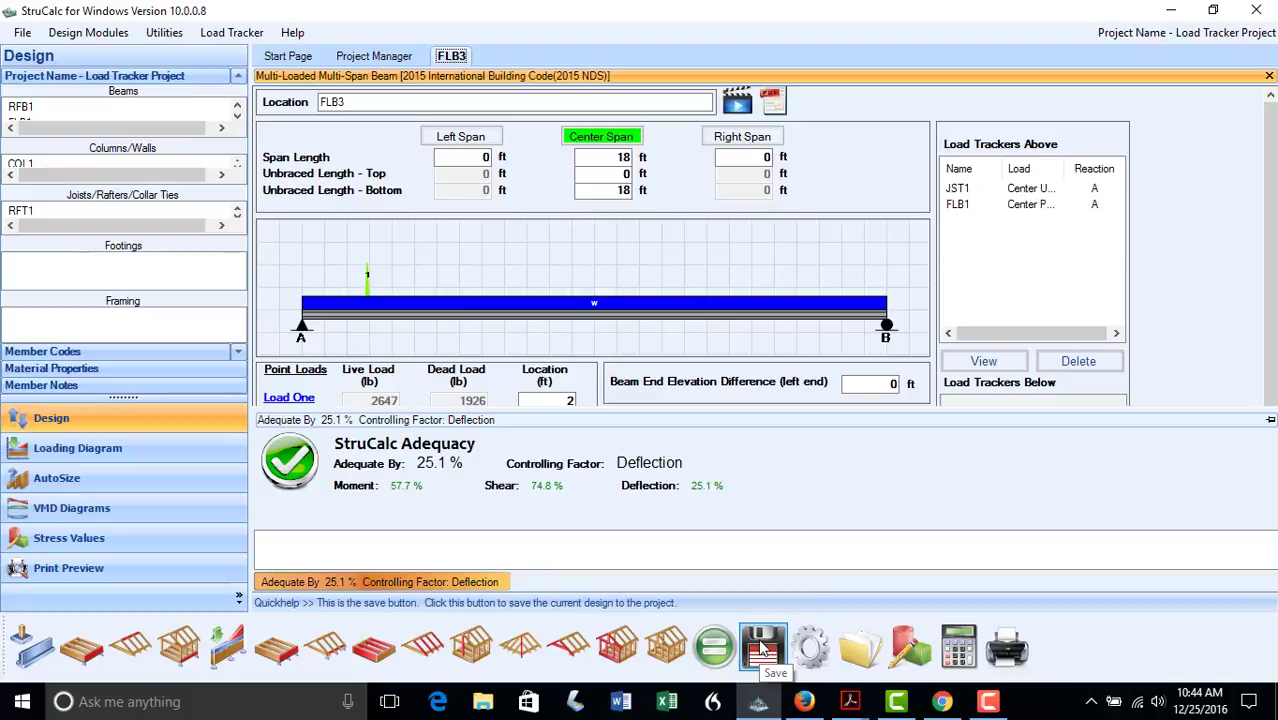 StruCalc for Windows Version 10.0.0.8
File Design Modules Utilities Load Tracker Help Project Name - Load Tracker Project
Design Start Page Project Manager FLB3
Project Name - Load Tracker Project
Multi-Loaded Multi-Span Beam [2015 International Building Code(2015 NDS)]
Beams
RFB1
Columns/Walls
COL1
Joists/Rafters/Collar Ties
RFT1
Footings
Framing
Member Codes
Material Properties
Member Notes
Design
Loading Diagram
AutoSize
VMD Diagrams
Stress Values
Print Preview
Location FLB3
PDF
Left Span Center Span Right Span
Span Length 0 ft 18 ft 0 ft
Unbraced Length - Top 0 ft 0 ft 0 ft
Unbraced Length - Bottom 0 ft 18 ft 0 ft
1
w
A B
Point Loads Live Load (lb) Dead Load (lb) Location (ft)
Load One 2647 1926 2
Beam End Elevation Difference (left end) 0 ft
Load Trackers Above
Name Load Reaction
JST1 Center U... A
FLB1 Center P... A
View Delete
Load Trackers Below
Adequate By 25.1 % Controlling Factor: Deflection
StruCalc Adequacy
Adequate By: 25.1 % Controlling Factor: Deflection
Moment: 57.7 % Shear: 74.8 % Deflection: 25.1 %
Adequate By 25.1 % Controlling Factor: Deflection
Quickhelp >> This is the save button. Click this button to save the current design to the project.
Save
Ask me anything
10:44 AM
12/25/2016